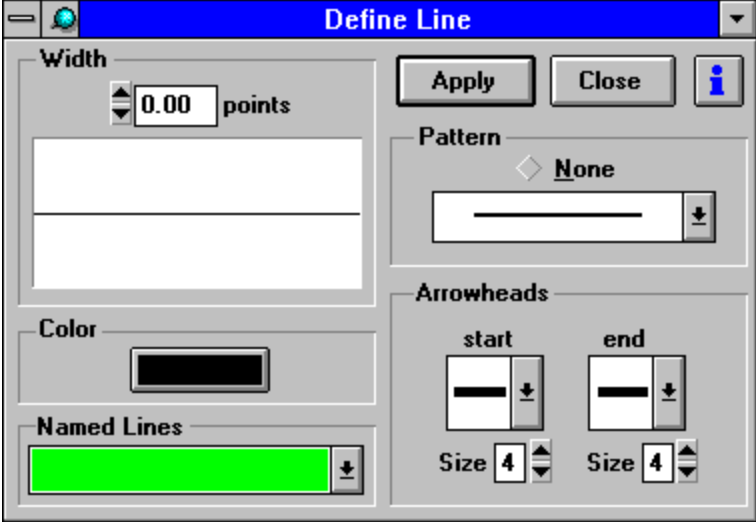 Define Line
Width
0.00 points
Apply
Close
i
Pattern
None
Color
Named Lines
Arrowheads
start
end
Size 4
Size 4